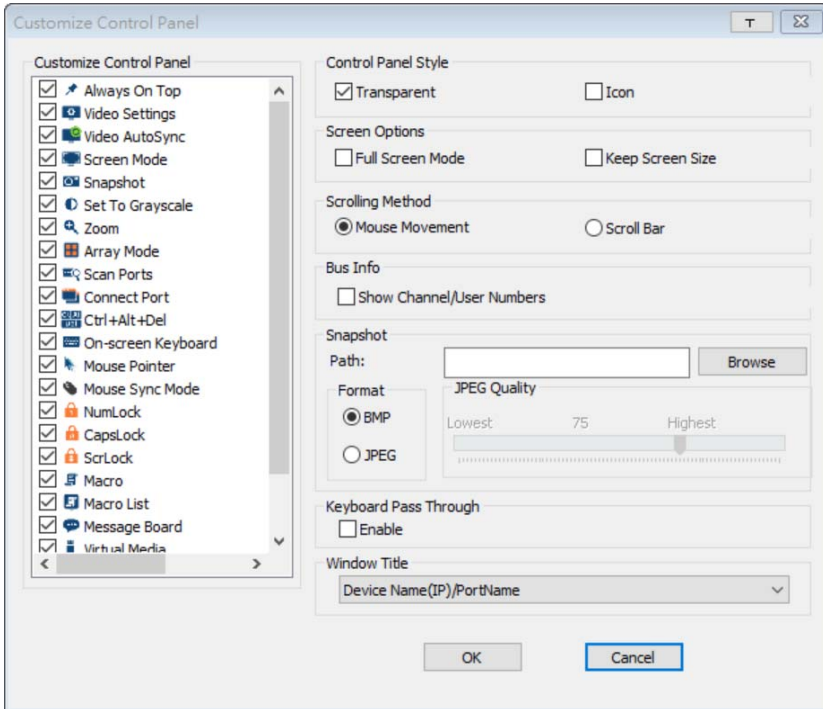 Customize Control Panel
T
Customize Control Panel
Always On Top
Video Settings
Video AutoSync
Screen Mode
Snapshot
Set To Grayscale
Zoom
Array Mode
Scan Ports
Connect Port
Ctrl+Alt+Del
On-screen Keyboard
Mouse Pointer
Mouse Sync Mode
NumLock
CapsLock
ScrLock
Macro
Macro List
Message Board
Virtual Media
Control Panel Style
Transparent Icon
Screen Options
Full Screen Mode Keep Screen Size
Scrolling Method
Mouse Movement Scroll Bar
Bus Info
Show Channel/User Numbers
Snapshot
Path: Browse
Format
BMP
JPEG
JPEG Quality
Lowest 75 Highest
Keyboard Pass Through
Enable
Window Title
Device Name(IP)/PortName
OK Cancel